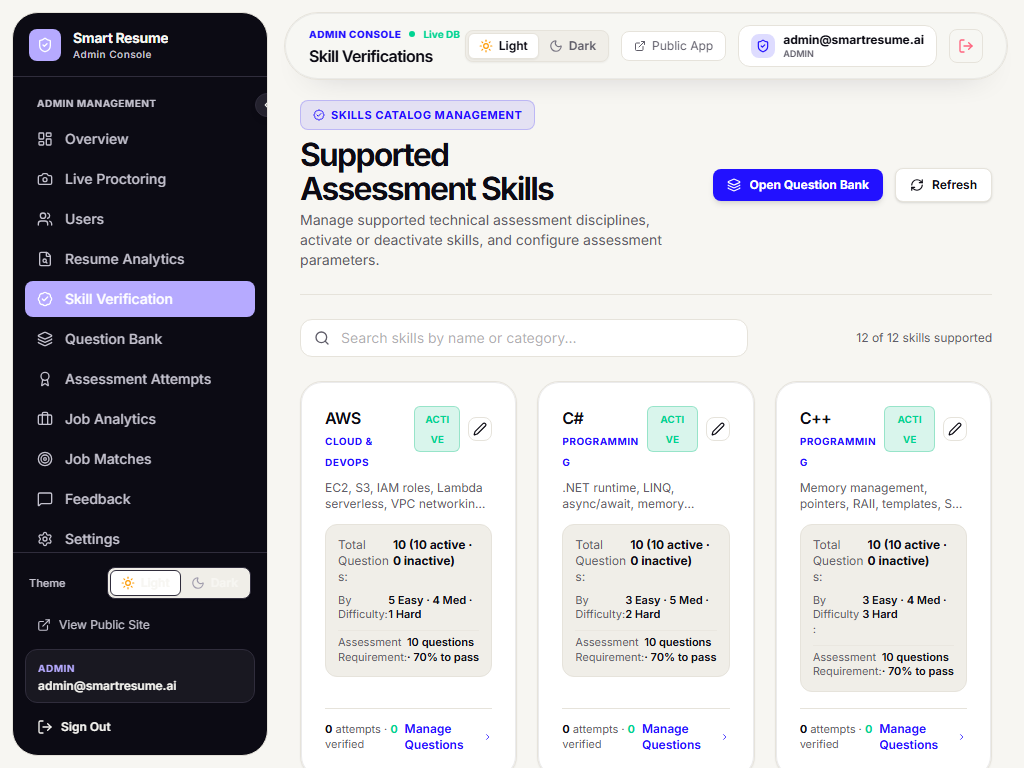 Smart Resume
Admin Console
ADMIN MANAGEMENT
Overview
Live Proctoring
Users
Resume Analytics
Skill Verification
Question Bank
Assessment Attempts
Job Analytics
Job Matches
Feedback
Settings
Theme
Light
Dark
View Public Site
ADMIN
admin@smartresume.ai
Sign Out
ADMIN CONSOLE
Live DB
Skill Verifications
Light
Dark
Public App
admin@smartresume.ai
ADMIN
SKILLS CATALOG MANAGEMENT
Supported
Assessment Skills
Manage supported technical assessment disciplines,
activate or deactivate skills, and configure assessment
parameters.
Open Question Bank
Refresh
Search skills by name or category...
12 of 12 skills supported
AWS
CLOUD &
DEVOPS
ACTI
VE
EC2, S3, IAM roles, Lambda
serverless, VPC networkin...
Total
Question
s:
10 (10 active ·
0 inactive)
By
Difficulty:
5 Easy · 4 Med ·
1 Hard
Assessment
Requirement:
10 questions
· 70% to pass
0 attempts · 0
verified
Manage
Questions
C#
PROGRAMMIN
G
ACTI
VE
.NET runtime, LINQ,
async/await, memory...
Total
Question
s:
10 (10 active ·
0 inactive)
By
Difficulty:
3 Easy · 5 Med ·
2 Hard
Assessment
Requirement:
10 questions
· 70% to pass
0 attempts · 0
verified
Manage
Questions
C++
PROGRAMMIN
G
ACTI
VE
Memory management,
pointers, RAII, templates, S...
Total
Question
s:
10 (10 active ·
0 inactive)
By
Difficulty
:
3 Easy · 4 Med ·
3 Hard
Assessment
Requirement:
10 questions
· 70% to pass
0 attempts · 0
verified
Manage
Questions